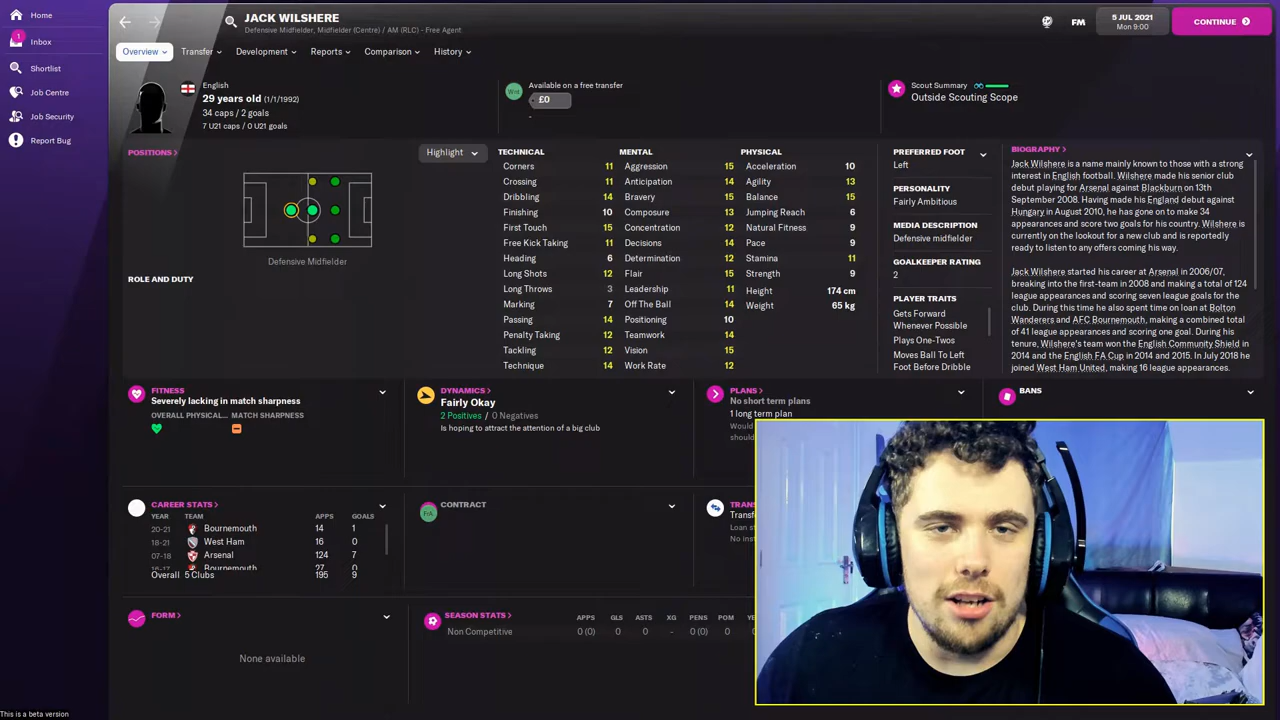 Home
1
Inbox
Shortlist
Job Centre
Job Security
Report Bug
JACK WILSHERE
Defensive Midfielder, Midfielder (Centre) / AM (RLC) - Free Agent
FM
5 JUL 2021
Mon 9:00
CONTINUE
Overview
Transfer
Development
Reports
Comparison
History
English
29 years old (1/1/1992)
34 caps / 2 goals
7 U21 caps / 0 U21 goals
Wnt
Available on a free transfer
£0
-
Scout Summary
Outside Scouting Scope
POSITIONS
Defensive Midfielder
ROLE AND DUTY
Highlight
TECHNICAL
Corners 11
Crossing 11
Dribbling 14
Finishing 10
First Touch 15
Free Kick Taking 11
Heading 6
Long Shots 12
Long Throws 3
Marking 7
Passing 14
Penalty Taking 12
Tackling 12
Technique 14
MENTAL
Aggression 15
Anticipation 14
Bravery 15
Composure 13
Concentration 12
Decisions 14
Determination 12
Flair 15
Leadership 11
Off The Ball 14
Positioning 10
Teamwork 14
Vision 15
Work Rate 12
PHYSICAL
Acceleration 10
Agility 13
Balance 15
Jumping Reach 6
Natural Fitness 9
Pace 9
Stamina 11
Strength 9
Height 174 cm
Weight 65 kg
PREFERRED FOOT
Left
PERSONALITY
Fairly Ambitious
MEDIA DESCRIPTION
Defensive midfielder
GOALKEEPER RATING
2
PLAYER TRAITS
Gets Forward
Whenever Possible
Plays One-Twos
Moves Ball To Left
Foot Before Dribble
BIOGRAPHY
Jack Wilshere is a name mainly known to those with a strong
interest in English football. Wilshere made his senior club
debut playing for Arsenal against Blackburn on 13th
September 2008. Having made his England debut against
Hungary in August 2010, he has gone on to make 34
appearances and score two goals for his country. Wilshere is
currently on the lookout for a new club and is reportedly
ready to listen to any offers coming his way.
Jack Wilshere started his career at Arsenal in 2006/07,
breaking into the first-team in 2008 and making a total of 124
league appearances and scoring seven league goals for the
club. During this time he also spent time on loan at Bolton
Wanderers and AFC Bournemouth, making a combined total
of 41 league appearances and scoring one goal. During his
tenure, Wilshere's team won the English Community Shield in
2014 and the English FA Cup in 2014 and 2015. In July 2018 he
joined West Ham United, making 16 league appearances.
FITNESS
Severely lacking in match sharpness
OVERALL PHYSICAL... MATCH SHARPNESS
DYNAMICS
Fairly Okay
2 Positives / 0 Negatives
Is hoping to attract the attention of a big club
PLANS
No short term plans
1 long term plan
Would
should
BANS
CAREER STATS
YEAR TEAM APPS GOALS
20-21 Bournemouth 14 1
18-21 West Ham 16 0
07-18 Arsenal 124 7
16-17 Bournemouth 27 0
Overall 5 Clubs 195 9
CONTRACT
FrA
TRANS
Transfe
Loan st
No inst
FORM
None available
SEASON STATS
APPS GLS ASTS XG PENS POM YE
Non Competitive 0 (0) 0 0 - 0 (0) 0 0
This is a beta version